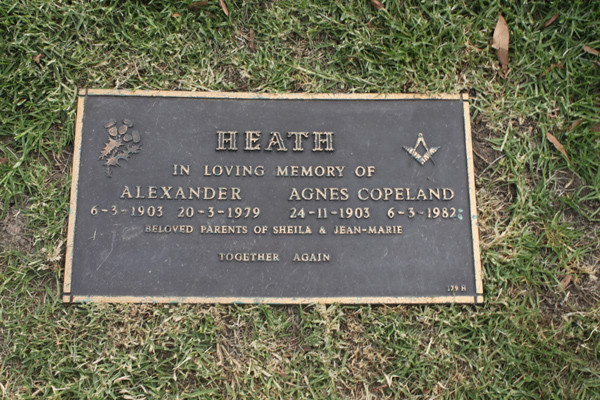 HEATH
IN LOVING MEMORY OF
ALEXANDER AGNES COPELAND
6-3-1903 20-3-1979 24-11-1903 6-3-1982
BELOVED PARENTS OF SHEILA & JEAN-MARIE
TOGETHER AGAIN